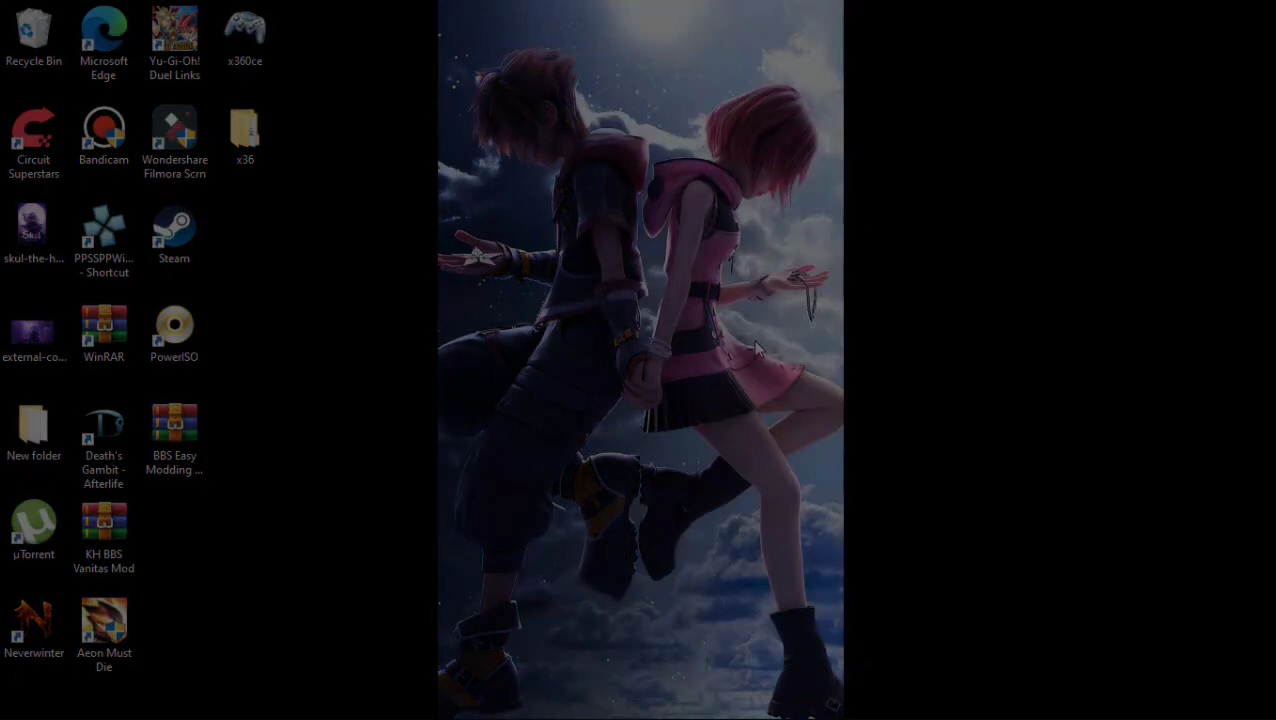 Recycle Bin
Microsoft
Edge
Yu-Gi-Oh!
Duel Links
x360ce
Circuit
Superstars
Bandicam
Wondershare
Filmora Scrn
x36
skul-the-h...
PPSSPPWi...
- Shortcut
Steam
external-co...
WinRAR
PowerISO
New folder
Death's
Gambit -
Afterlife
BBS Easy
Modding ...
µTorrent
KH BBS
Vanitas Mod
Neverwinter
Aeon Must
Die